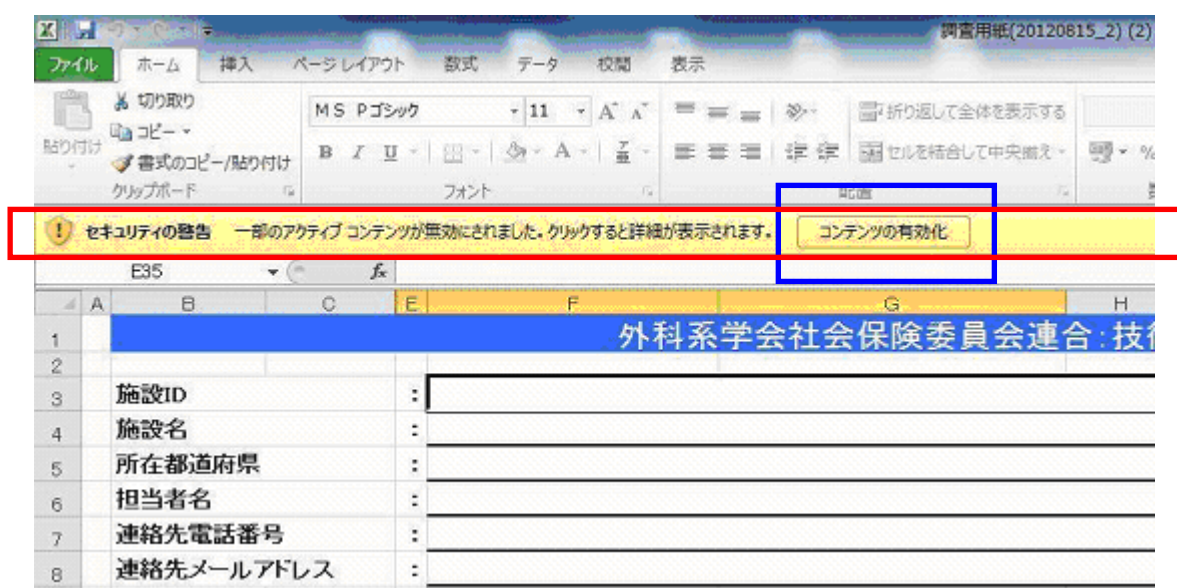 調査用紙(20120815_2) (2)
ファイル ホーム 挿入 ページ レイアウト 数式 データ 校閲 表示
切り取り
MS Pゴシック 11 A A 折り返して全体を表示する
コピー
貼り付け
B I U A セルを結合して中央揃え %
書式のコピー/貼り付け
クリップボード フォント 配置
セキュリティの警告 一部のアクティブ コンテンツが無効にされました。クリックすると詳細が表示されます。 コンテンツの有効化
E35 fx
A B C E F G H
1 外科系学会社会保険委員会連合:技
2
3 施設ID :
4 施設名 :
5 所在都道府県 :
6 担当者名 :
7 連絡先電話番号 :
8 連絡先メールアドレス :